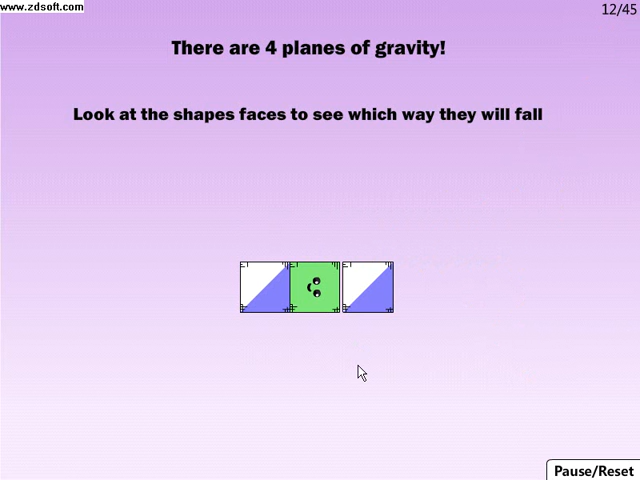 www.zdsoft.com
12/45
There are 4 planes of gravity!
Look at the shapes faces to see which way they will fall
Pause/Reset